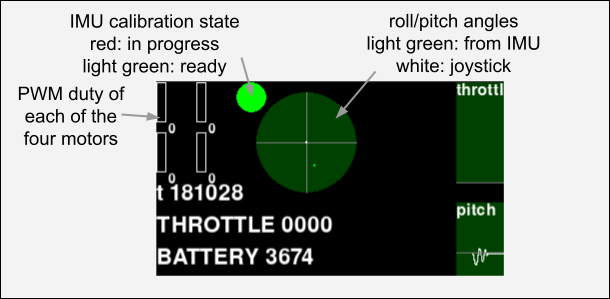 IMU calibration state
red: in progress
light green: ready
roll/pitch angles
light green: from IMU
white: joystick
PWM duty of
each of the
four motors
0 0
0 0
throttl
t 181028
THROTTLE 0000
BATTERY 3674
pitch